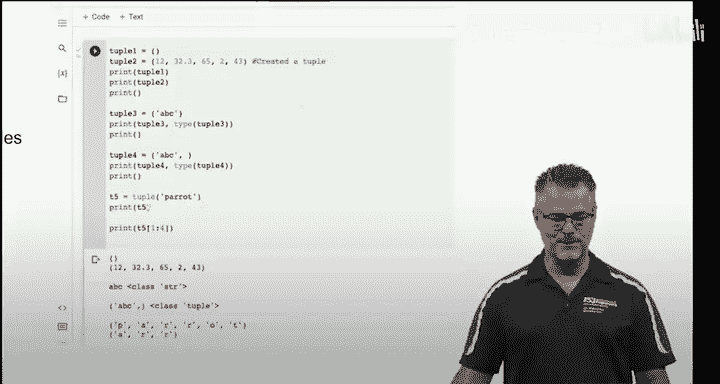 + Code + Text
es
{x}
<>
tuple1 = ()
tuple2 = (12, 32.3, 65, 2, 43) #Created a tuple
print(tuple1)
print(tuple2)
print()
tuple3 = ('abc')
print(tuple3, type(tuple3))
print()
tuple4 = ('abc', )
print(tuple4, type(tuple4))
print()
t5 = tuple('parrot')
print(t5)
print(t5[1:4])
()
(12, 32.3, 65, 2, 43)
abc <class 'str'>
('abc',) <class 'tuple'>
('p', 'a', 'r', 'r', 'o', 't')
('a', 'r', 'r')